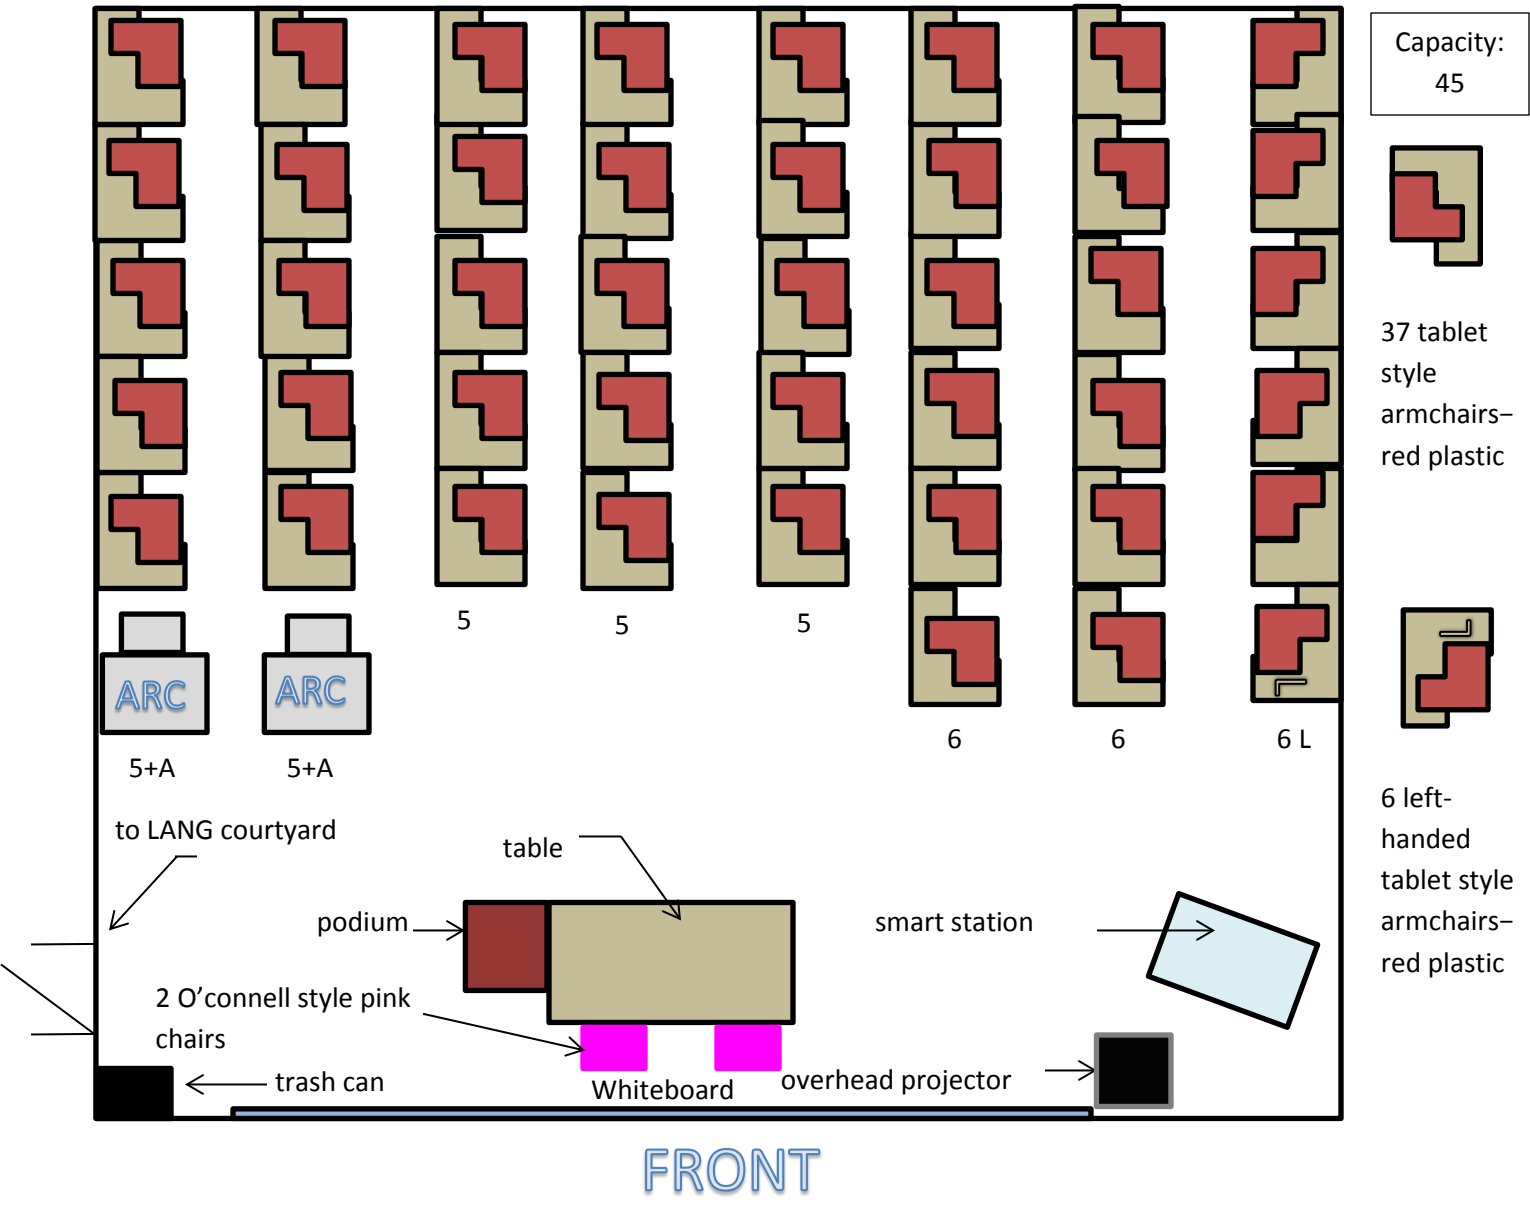 Capacity:
45
37 tablet
style
armchairs–
red plastic
5
5
5
ARC
ARC
6
6
6 L
5+A
5+A
6 left-
handed
tablet style
armchairs–
red plastic
to LANG courtyard
table
podium
smart station
2 O’connell style pink
chairs
trash can
Whiteboard
overhead projector
FRONT